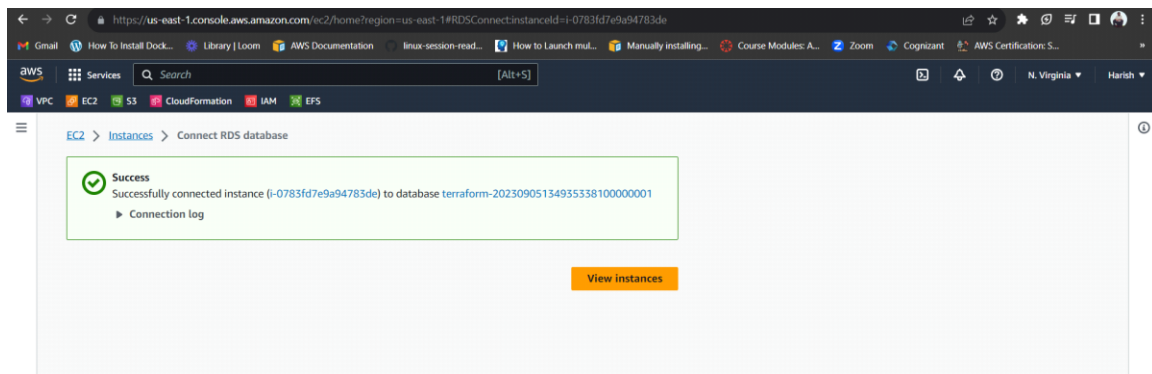 https://us-east-1.console.aws.amazon.com/ec2/home?region=us-east-1#RDSConnect:instanceId=i-0783fd7e9a94783de
Gmail How To Install Dock... Library | Loom AWS Documentation linux-session-read... How to Launch mul... Manually installing... Course Modules: A... Zoom Cognizant AWS Certification: S... »
aws Services Search [Alt+S] N. Virginia ▼ Harish ▼
VPC EC2 S3 CloudFormation IAM EFS
EC2 > Instances > Connect RDS database
Success
Successfully connected instance (i-0783fd7e9a94783de) to database terraform-20230905134935338100000001
▶ Connection log
View instances